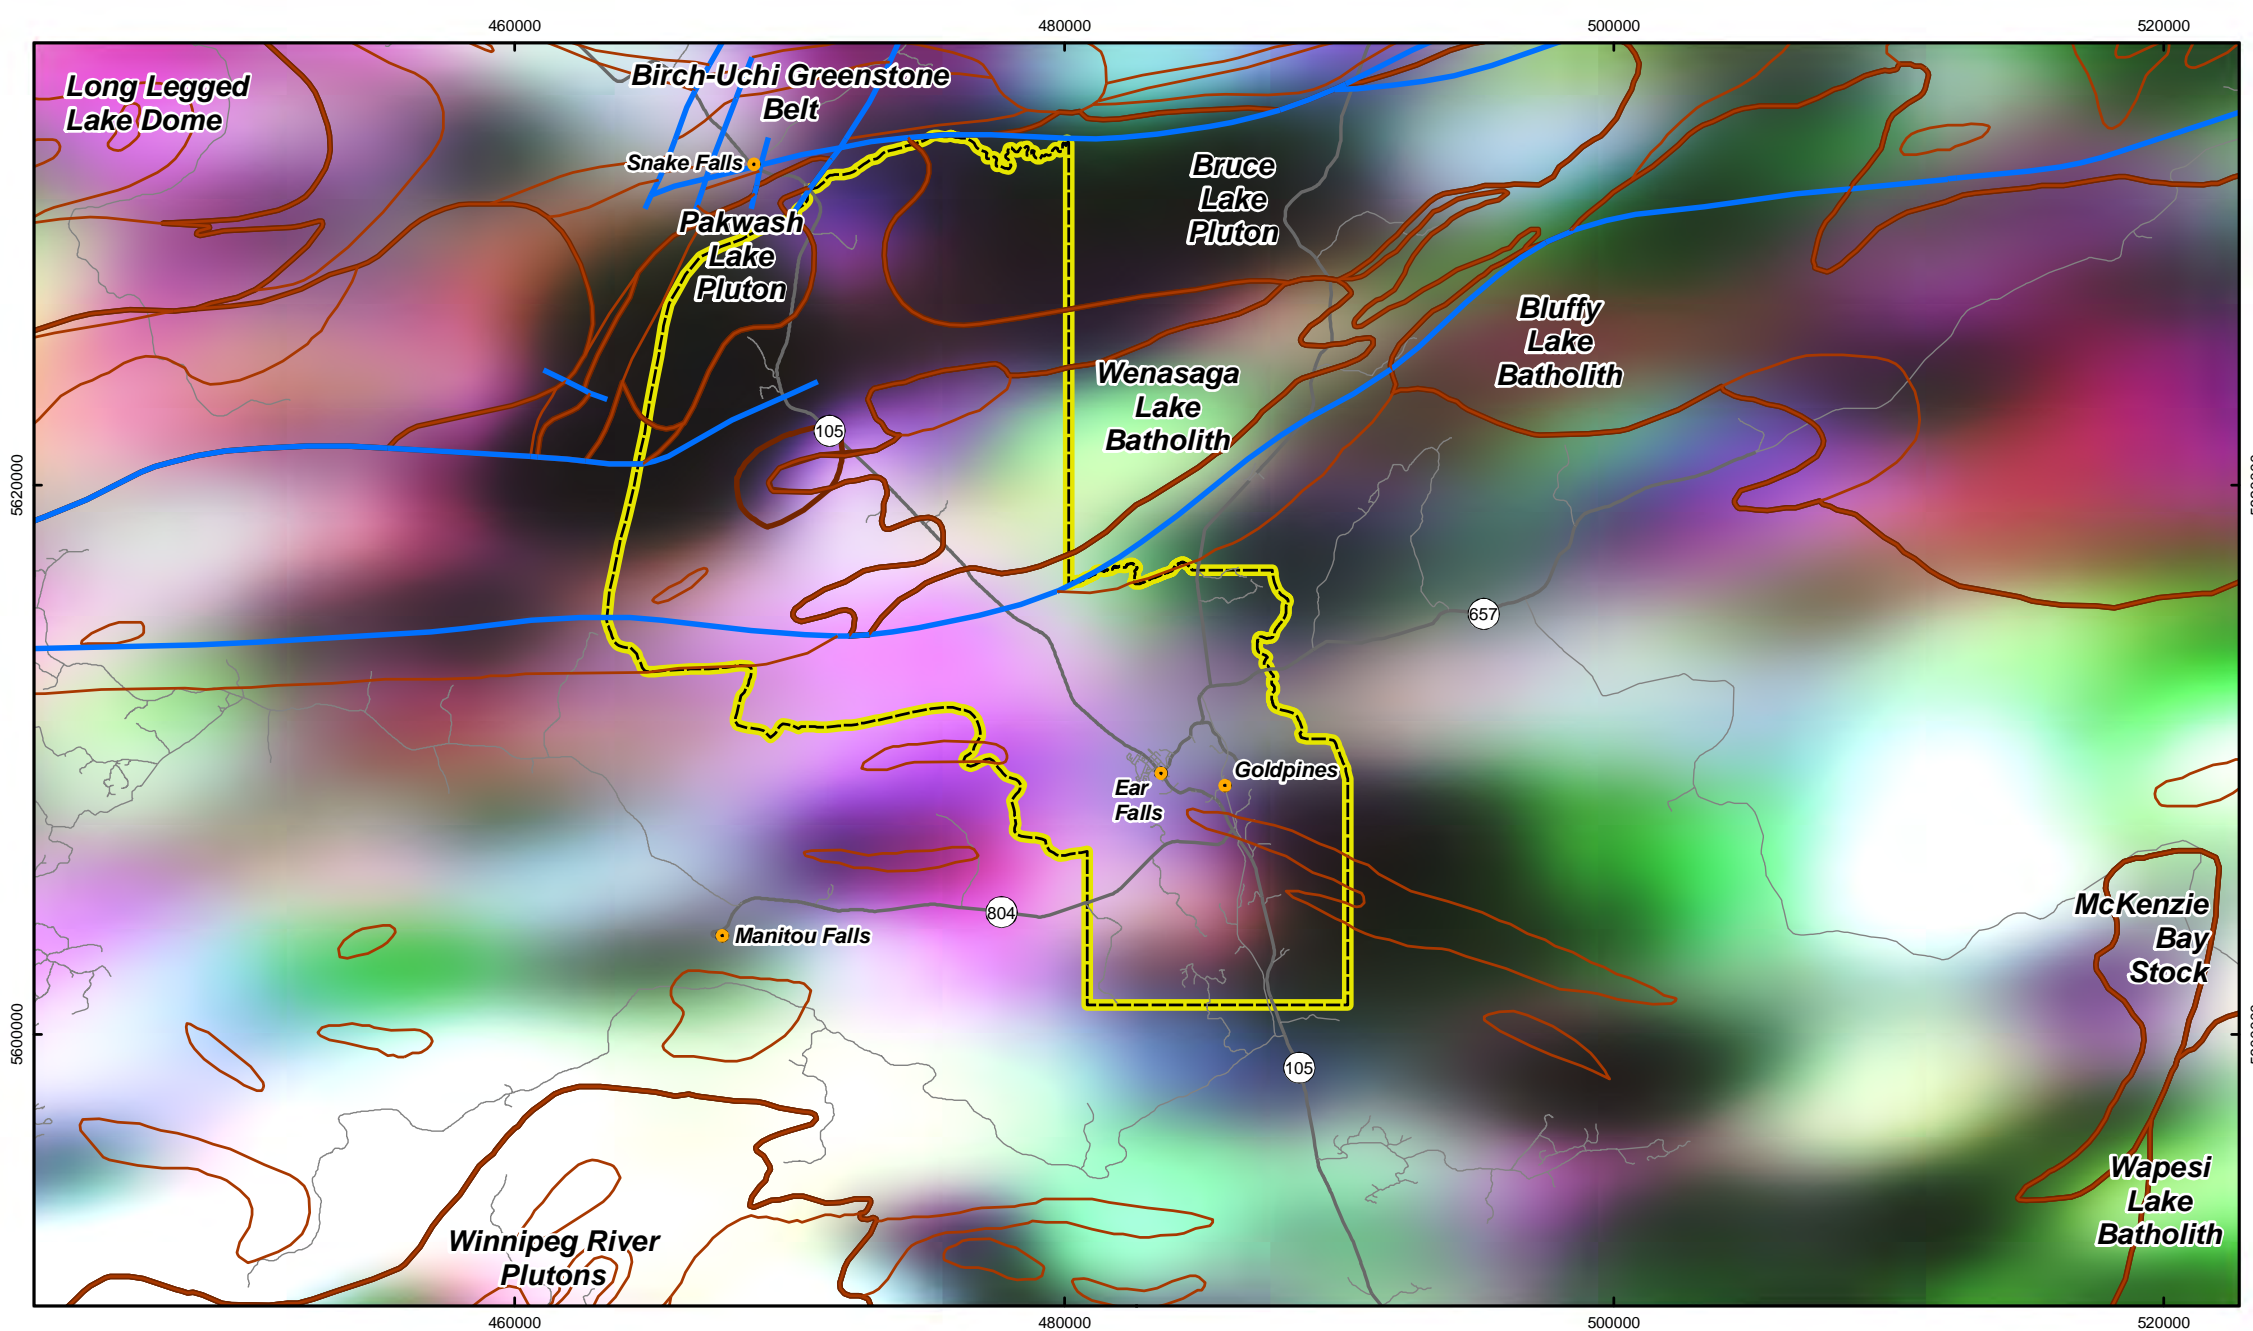 460000
480000
500000
520000
Long Legged
Lake Dome
Birch-Uchi Greenstone
Belt
Snake Falls
Bruce
Lake
Pluton
Pakwash
Lake
Pluton
Bluffy
Lake
Batholith
Wenasaga
Lake
Batholith
105
5620000
657
Goldpines
Ear
Falls
804
Manitou Falls
McKenzie
Bay
Stock
5600000
105
Wapesi
Lake
Batholith
Winnipeg River
Plutons
460000
480000
500000
520000